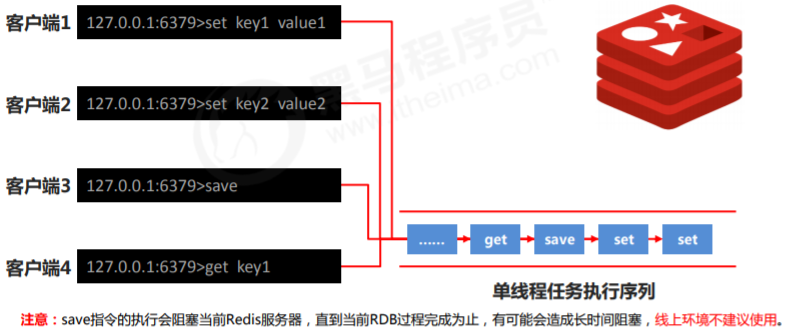 客户端1 127.0.0.1:6379>set key1 value1
黑马程序员
www.itheima.com
客户端2 127.0.0.1:6379>set key2 value2
客户端3 127.0.0.1:6379>save
客户端4 127.0.0.1:6379>get key1
…… get save set set
单线程任务执行序列
注意：save指令的执行会阻塞当前Redis服务器，直到当前RDB过程完成为止，有可能会造成长时间阻塞，线上环境不建议使用。